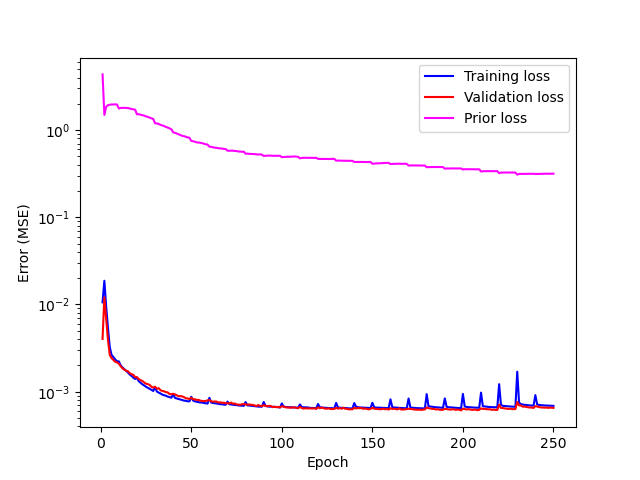 Training loss
Validation loss
Prior loss
Error (MSE)
10⁰
10⁻¹
10⁻²
10⁻³
0 50 100 150 200 250
Epoch